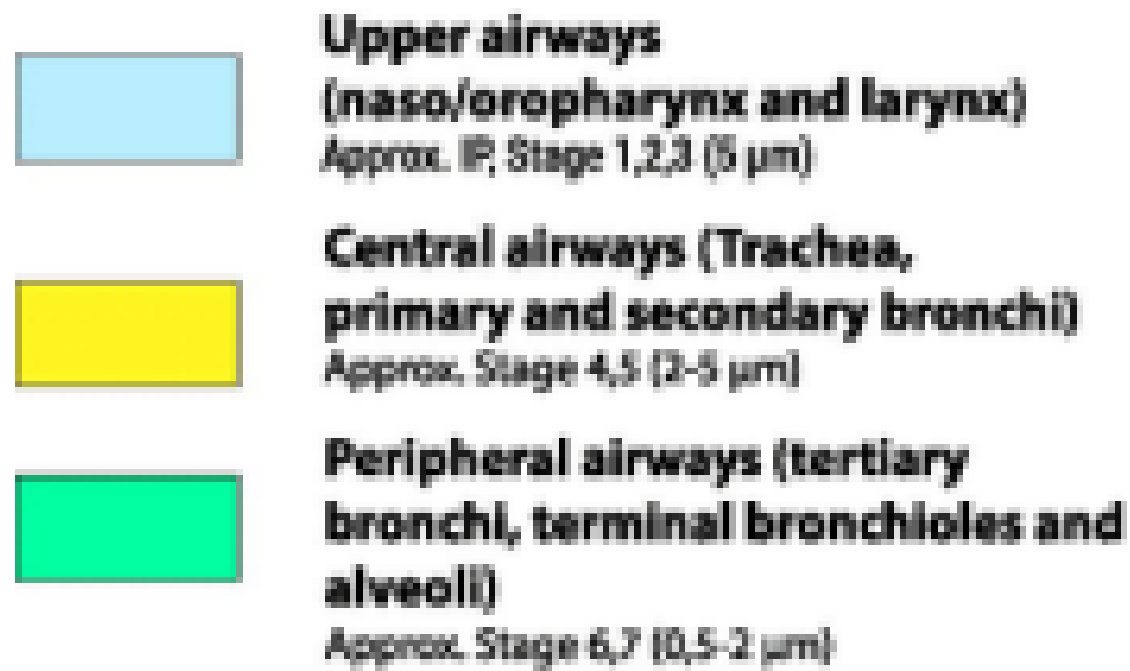 Upper airways
(naso/oropharynx and larynx)
Approx. IP, Stage 1,2,3 (5 µm)
Central airways (Trachea,
primary and secondary bronchi)
Approx. Stage 4,5 (2-5 µm)
Peripheral airways (tertiary
bronchi, terminal bronchioles and
alveoli)
Approx. Stage 6,7 (0,5-2 µm)